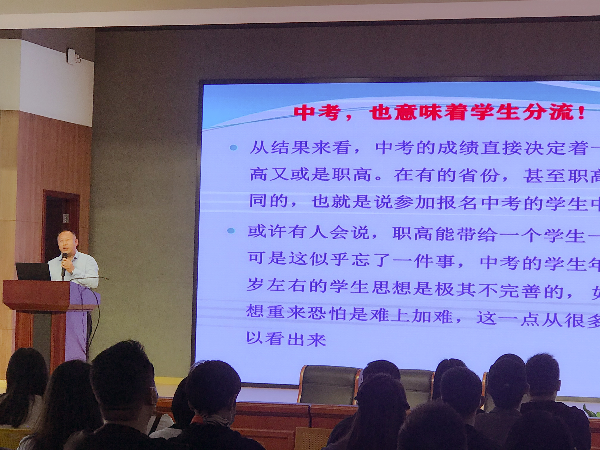 中考，也意味着学生分流！
从结果来看，中考的成绩直接决定着一
高又或是职高。在有的省份，甚至职高
同的，也就是说参加报名中考的学生中
或许有人会说，职高能带给一个学生一
可是这似乎忘了一件事，中考的学生年
岁左右的学生思想是极其不完善的，如
想重来恐怕是难上加难，这一点从很多
以看出来